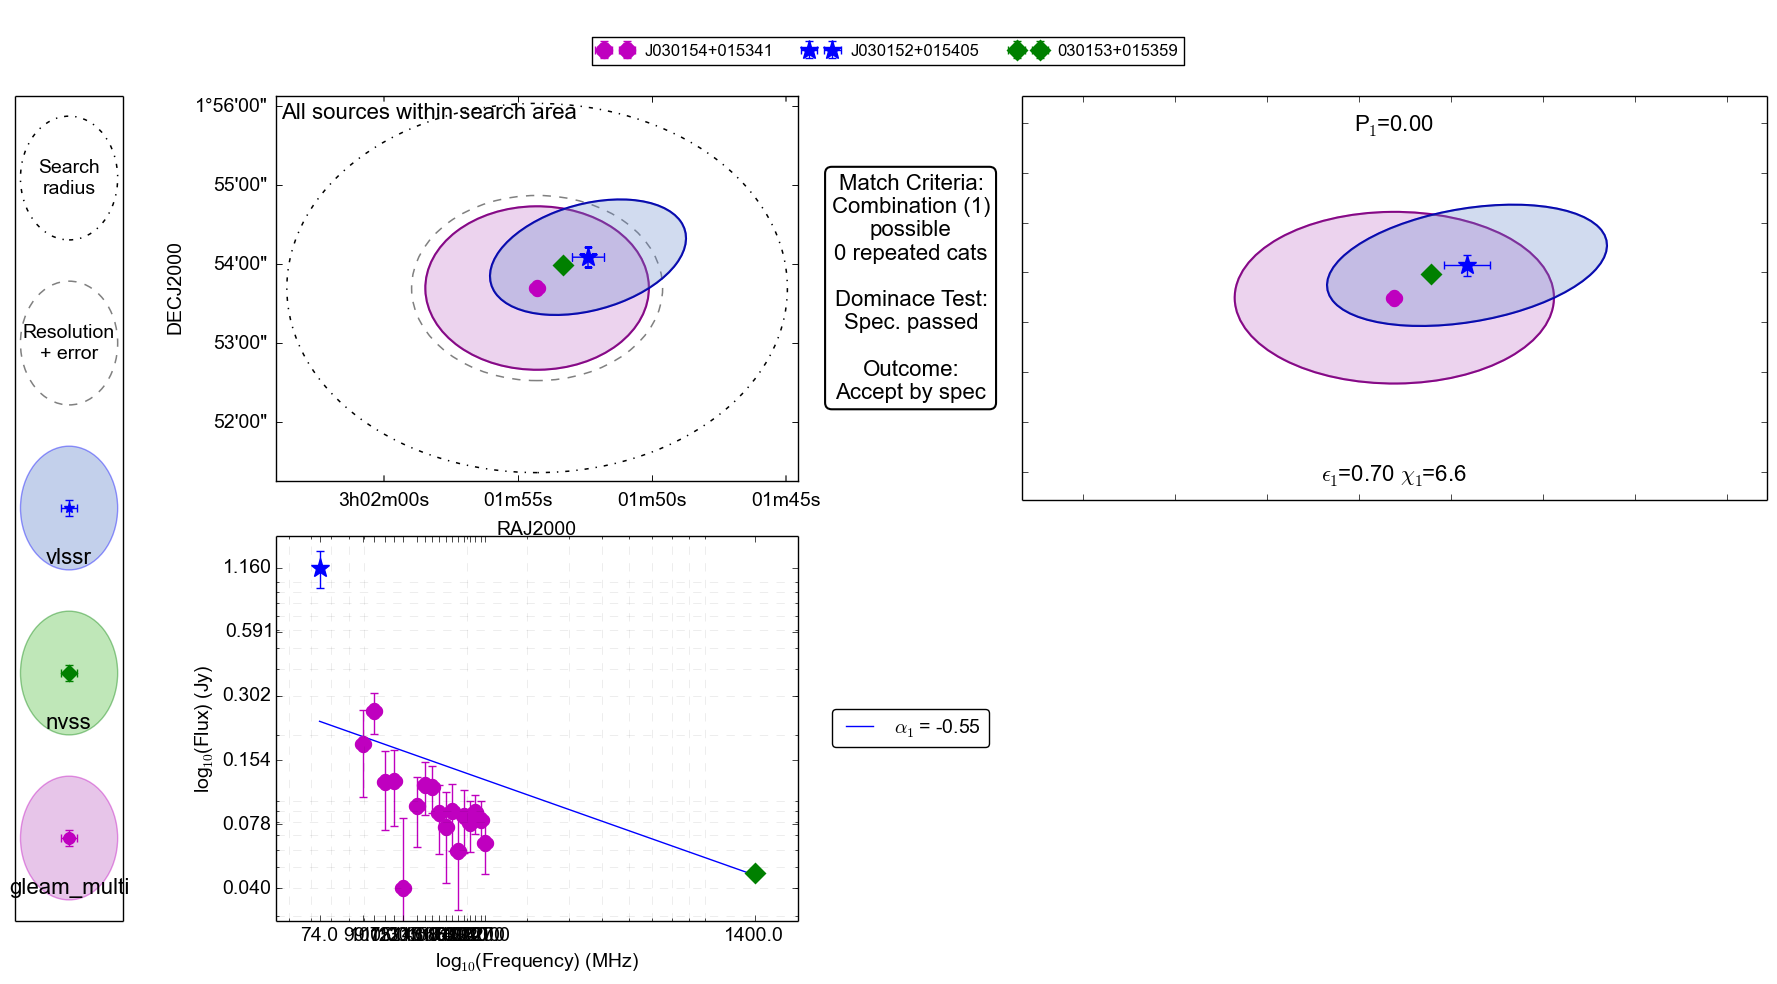 J030154+015341
J030152+015405
030153+015359
Search
radius
Resolution
+ error
vlssr
nvss
gleam_multi
All sources within search area
1°56'00"
55'00"
54'00"
53'00"
52'00"
DECJ2000
3h02m00s
01m55s
01m50s
01m45s
RAJ2000
Match Criteria:
Combination (1)
possible
0 repeated cats
Dominace Test:
Spec. passed
Outcome:
Accept by spec
P₁=0.00
ϵ₁=0.70 χ₁=6.6
1.160
0.591
0.302
0.154
0.078
0.040
log₁₀(Flux) (Jy)
74.0
1400.0
log₁₀(Frequency) (MHz)
α₁ = -0.55